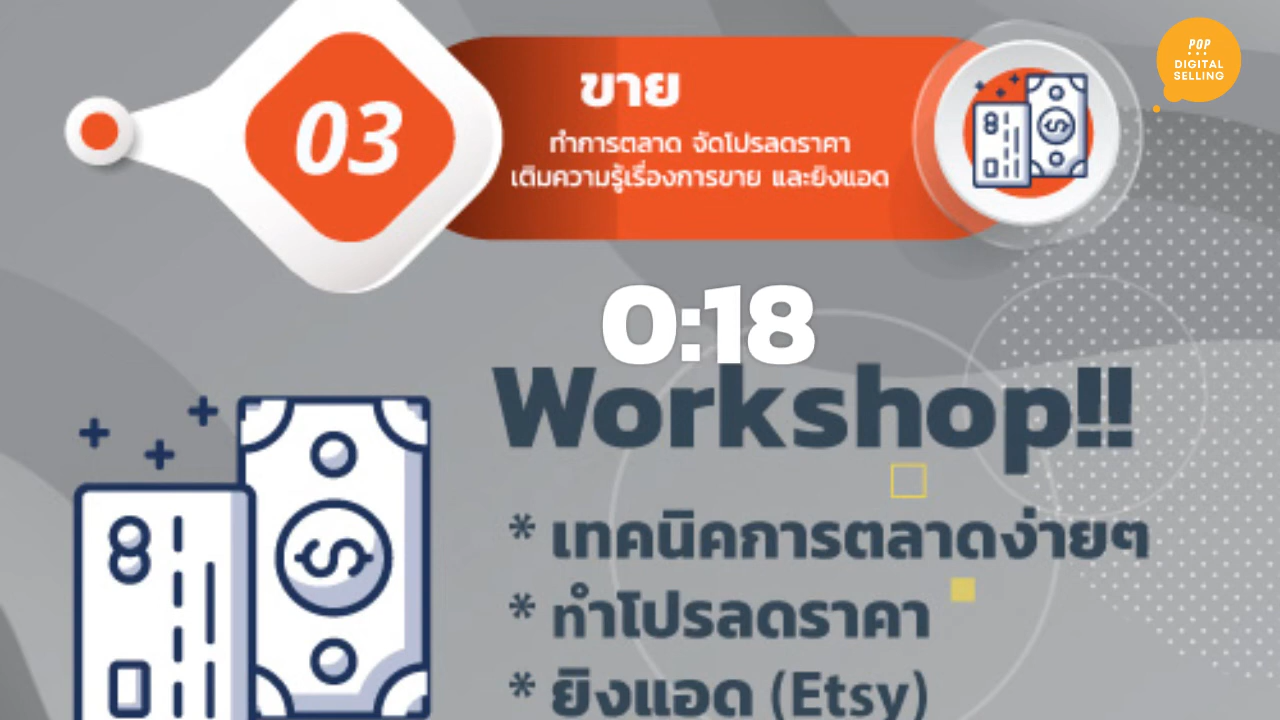 POP
DIGITAL
SELLING
03
ขาย
ทำการตลาด จัดโปรลดราคา
เติมความรู้เรื่องการขาย และยิงแอด
8
$
0:18
Workshop!!
* เทคนิคการตลาดง่ายๆ
* ทำโปรลดราคา
* ยิงแอด (Etsy)
8
$